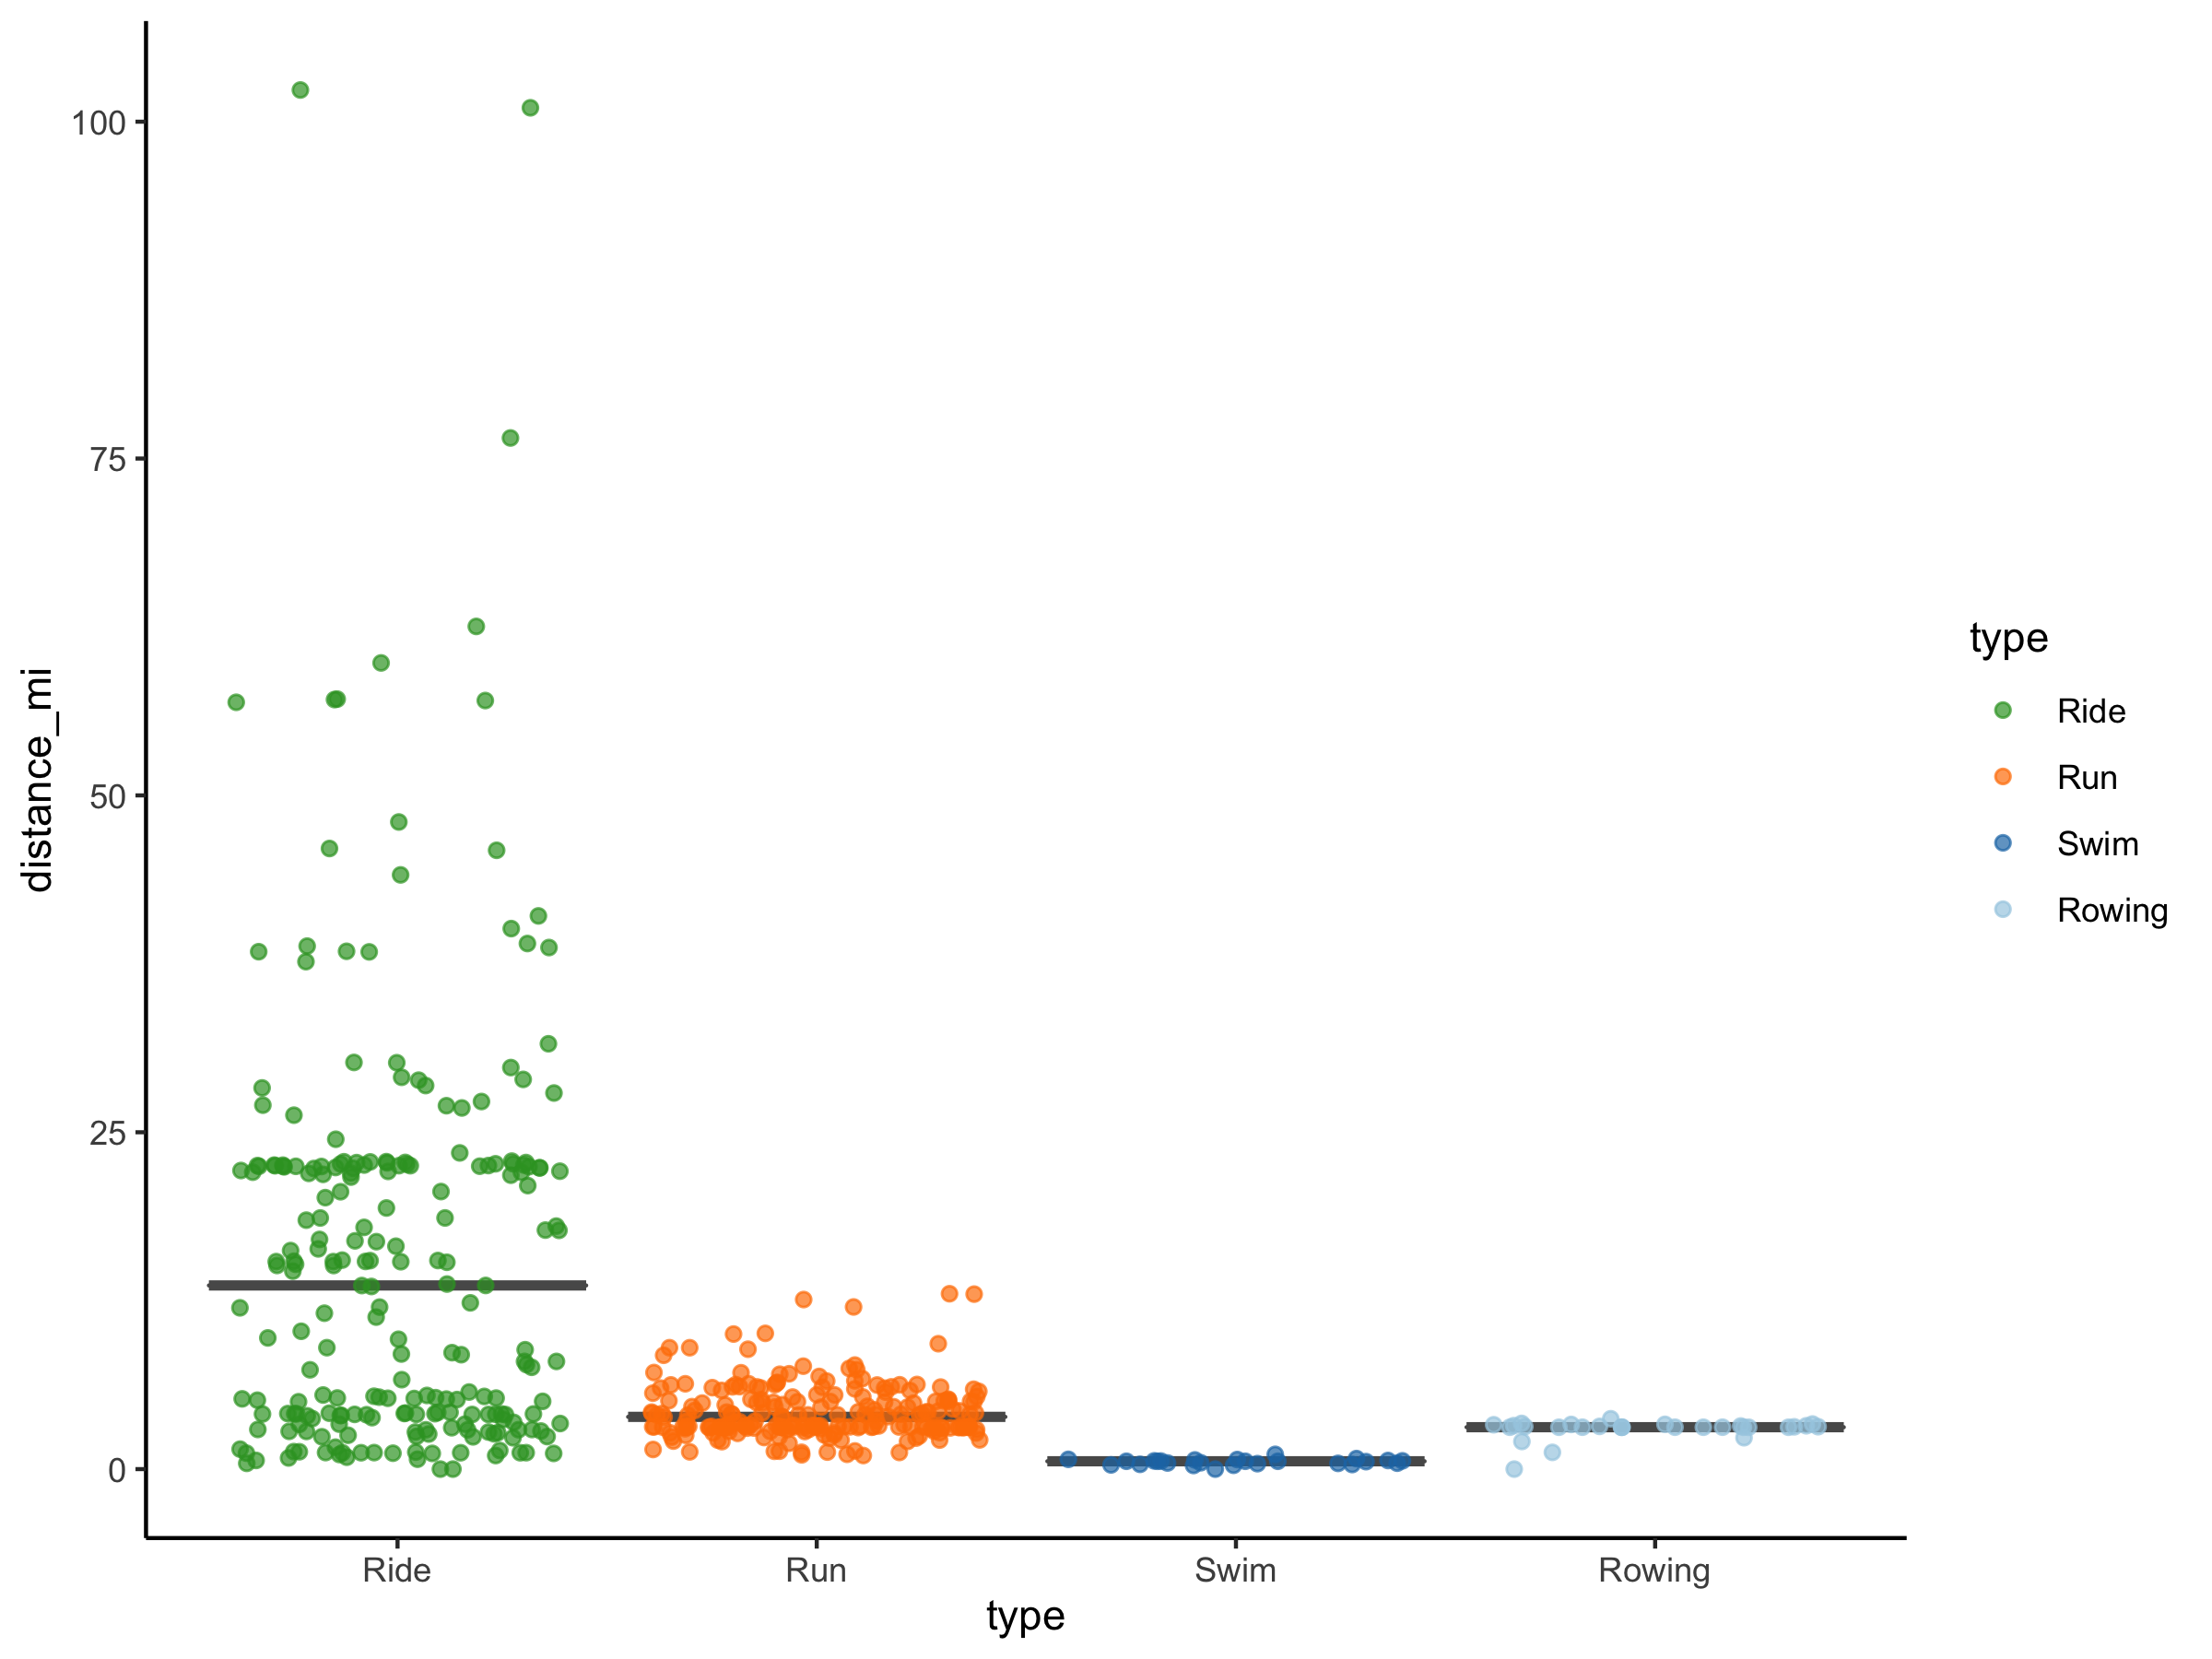 100
75
50
25
0
distance_mi
Ride
Run
Swim
Rowing
type
type
Ride
Run
Swim
Rowing